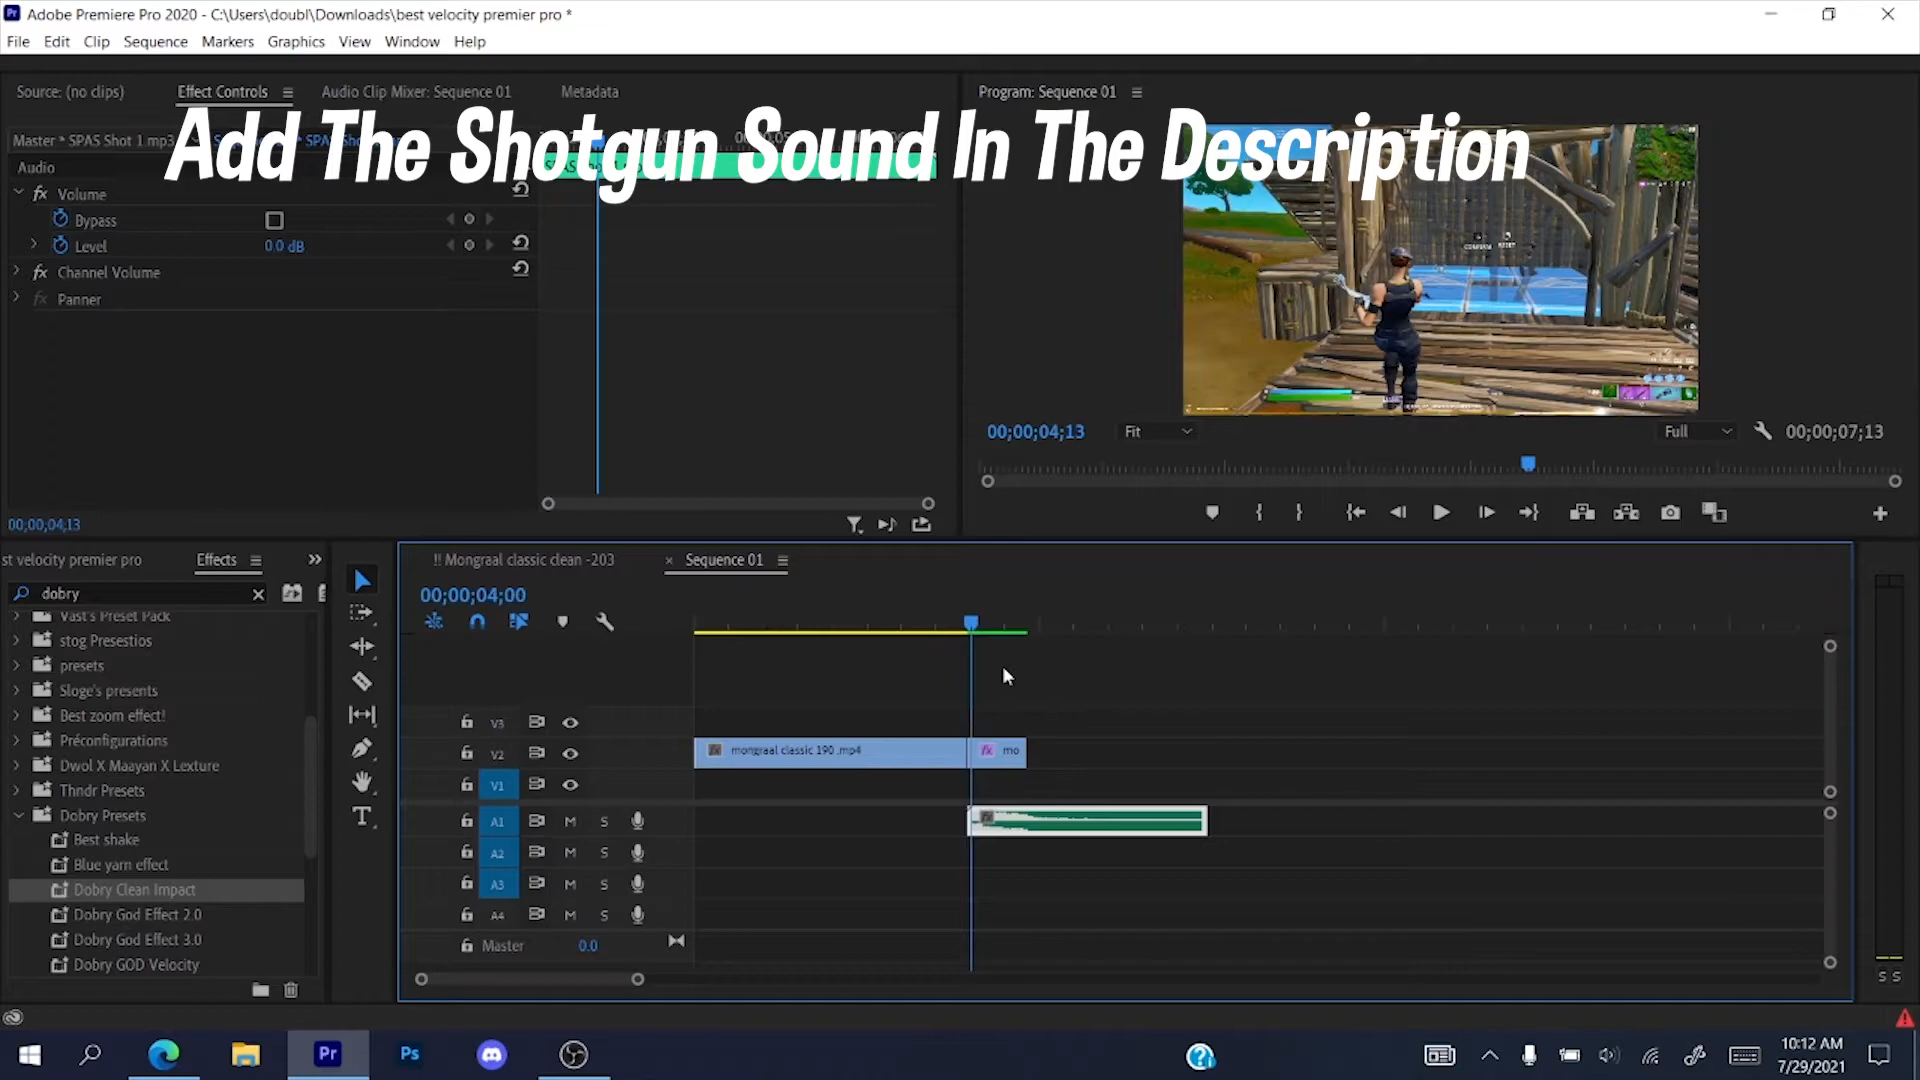 Adobe Premiere Pro 2020 - C:\Users\doubl\Downloads\best velocity premier pro *
File Edit Clip Sequence Markers Graphics View Window Help
Source: (no clips) Effect Controls Audio Clip Mixer: Sequence 01 Metadata
Program: Sequence 01
Add The Shotgun Sound In The Description
Master * SPAS Shot 1.mp3
Audio
fx Volume
Bypass
Level 0.0 dB
fx Channel Volume
fx Panner
00;00;04;13 Fit Full 00;00;07;13
00;00;04;13
st velocity premier pro Effects
!! Mongraal classic clean -203 × Sequence 01
dobry
00;00;04;00
Vast's Preset Pack
stog Presestios
presets
Sloge's presents
Best zoom effect!
Préconfigurations
Dwol X Maayan X Lexture
Thndr Presets
Dobry Presets
Best shake
Blue yarn effect
Dobry Clean Impact
Dobry God Effect 2.0
Dobry God Effect 3.0
Dobry GOD Velocity
V3
V2 fx mongraal classic 190 .mp4 fx mo
V1
A1 M S
A2 M S
A3 M S
A4 M S
Master 0.0
S S
Pr Ps
10:12 AM
7/29/2021